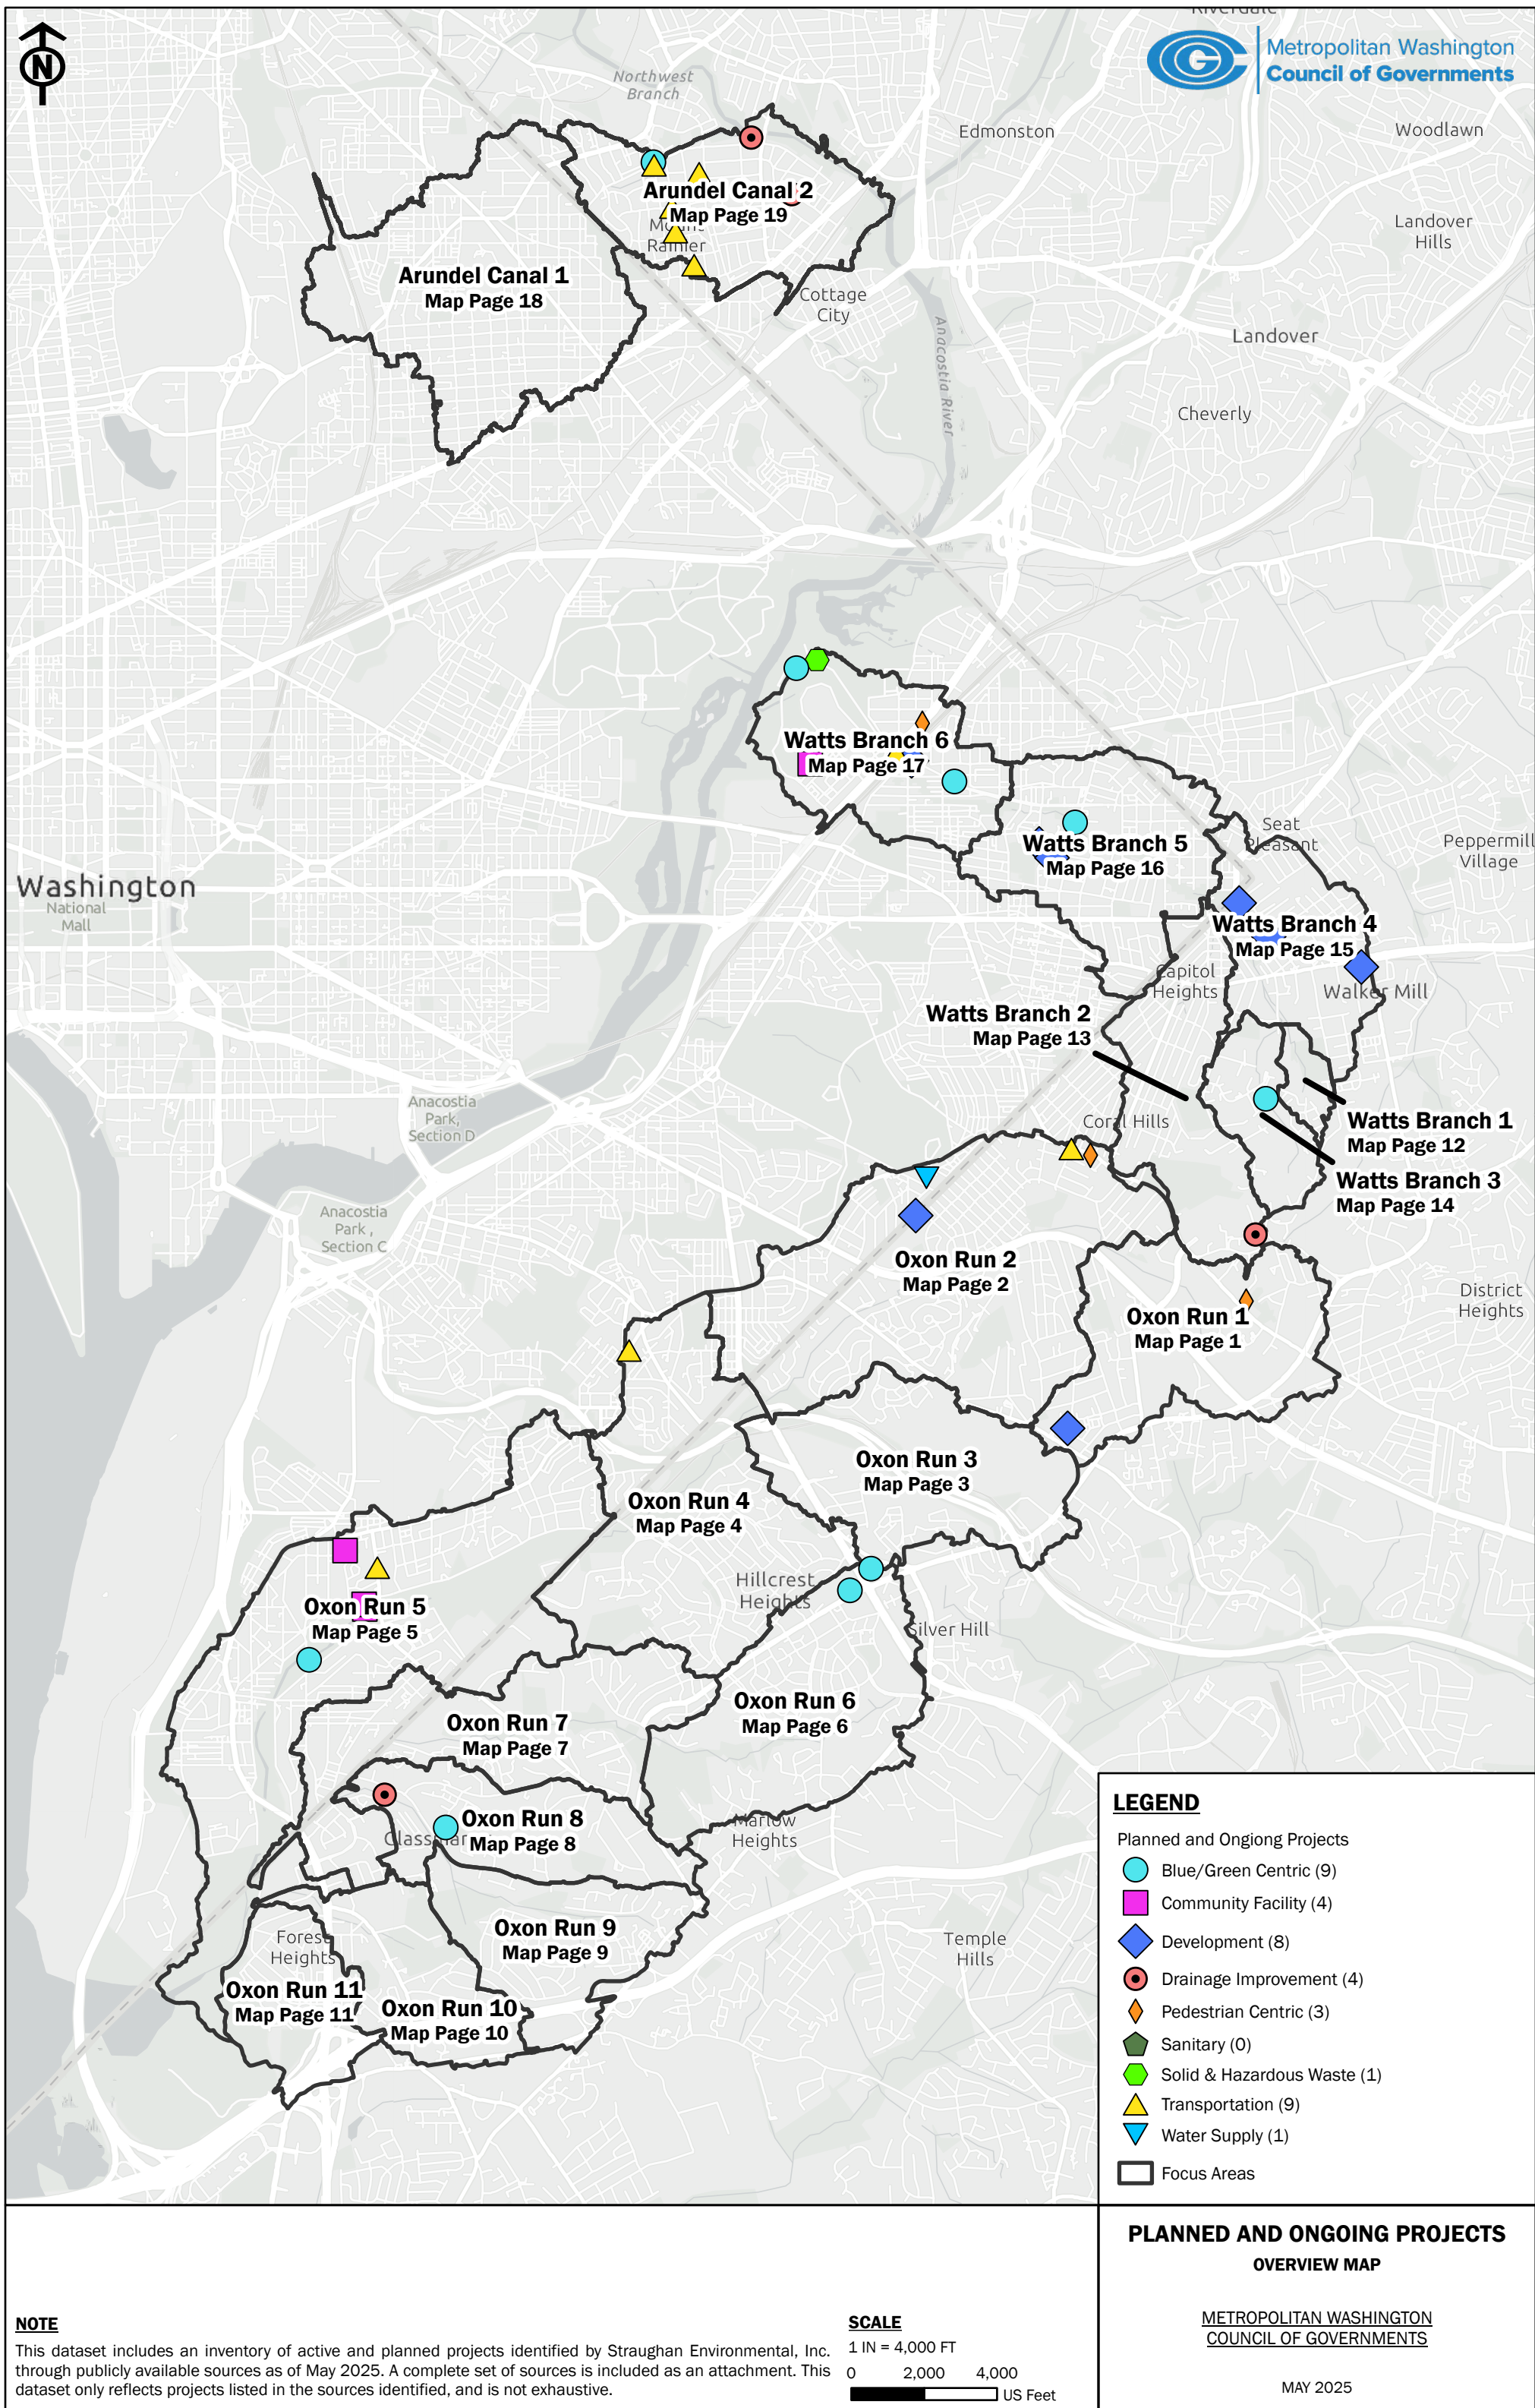 Riverdale
N
Metropolitan Washington
Council of Governments
Northwest
Branch
Edmonston
Woodlawn
Arundel Canal 2
Map Page 19
Mount
Rainier
Landover
Hills
Arundel Canal 1
Map Page 18
Cottage
City
Anacostia River
Landover
Cheverly
Watts Branch 6
Map Page 17
Seat
Pleasant
Peppermill
Village
Watts Branch 5
Map Page 16
Washington
National
Mall
Watts Branch 4
Map Page 15
Capitol
Heights
Walker Mill
Watts Branch 2
Map Page 13
Anacostia
Park,
Section D
Coral Hills
Watts Branch 1
Map Page 12
Watts Branch 3
Map Page 14
Anacostia
Park ,
Section C
Oxon Run 2
Map Page 2
District
Heights
Oxon Run 1
Map Page 1
Oxon Run 3
Map Page 3
Oxon Run 4
Map Page 4
Hillcrest
Heights
Oxon Run 5
Map Page 5
Silver Hill
Oxon Run 6
Map Page 6
Oxon Run 7
Map Page 7
Oxon Run 8
Map Page 8
Marlow
Heights
Oxon Run 9
Map Page 9
Forest
Heights
Temple
Hills
Oxon Run 11
Map Page 11
Oxon Run 10
Map Page 10
LEGEND
Planned and Ongiong Projects
Blue/Green Centric (9)
Community Facility (4)
Development (8)
Drainage Improvement (4)
Pedestrian Centric (3)
Sanitary (0)
Solid & Hazardous Waste (1)
Transportation (9)
Water Supply (1)
Focus Areas
NOTE
This dataset includes an inventory of active and planned projects identified by Straughan Environmental, Inc.
through publicly available sources as of May 2025. A complete set of sources is included as an attachment. This
dataset only reflects projects listed in the sources identified, and is not exhaustive.
SCALE
1 IN = 4,000 FT
0 2,000 4,000
US Feet
PLANNED AND ONGOING PROJECTS
OVERVIEW MAP
METROPOLITAN WASHINGTON
COUNCIL OF GOVERNMENTS
MAY 2025